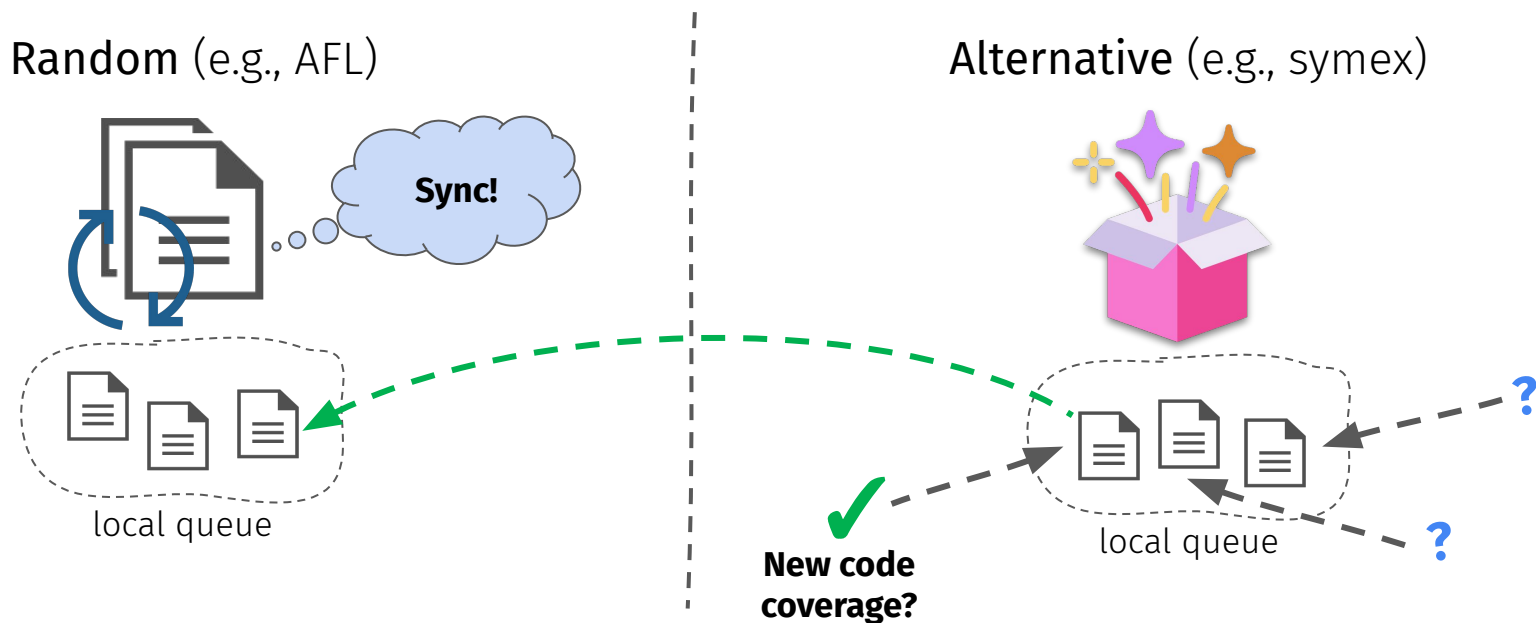 Random (e.g., AFL)
Sync!
local queue
Alternative (e.g., symex)
?
?
local queue
New code
coverage?